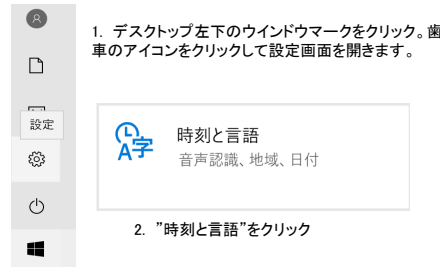 1. デスクトップ左下のウインドウマークをクリック。歯
車のアイコンをクリックして設定画面を開きます。
設定
時刻と言語
音声認識、地域、日付
2. ”時刻と言語”をクリック